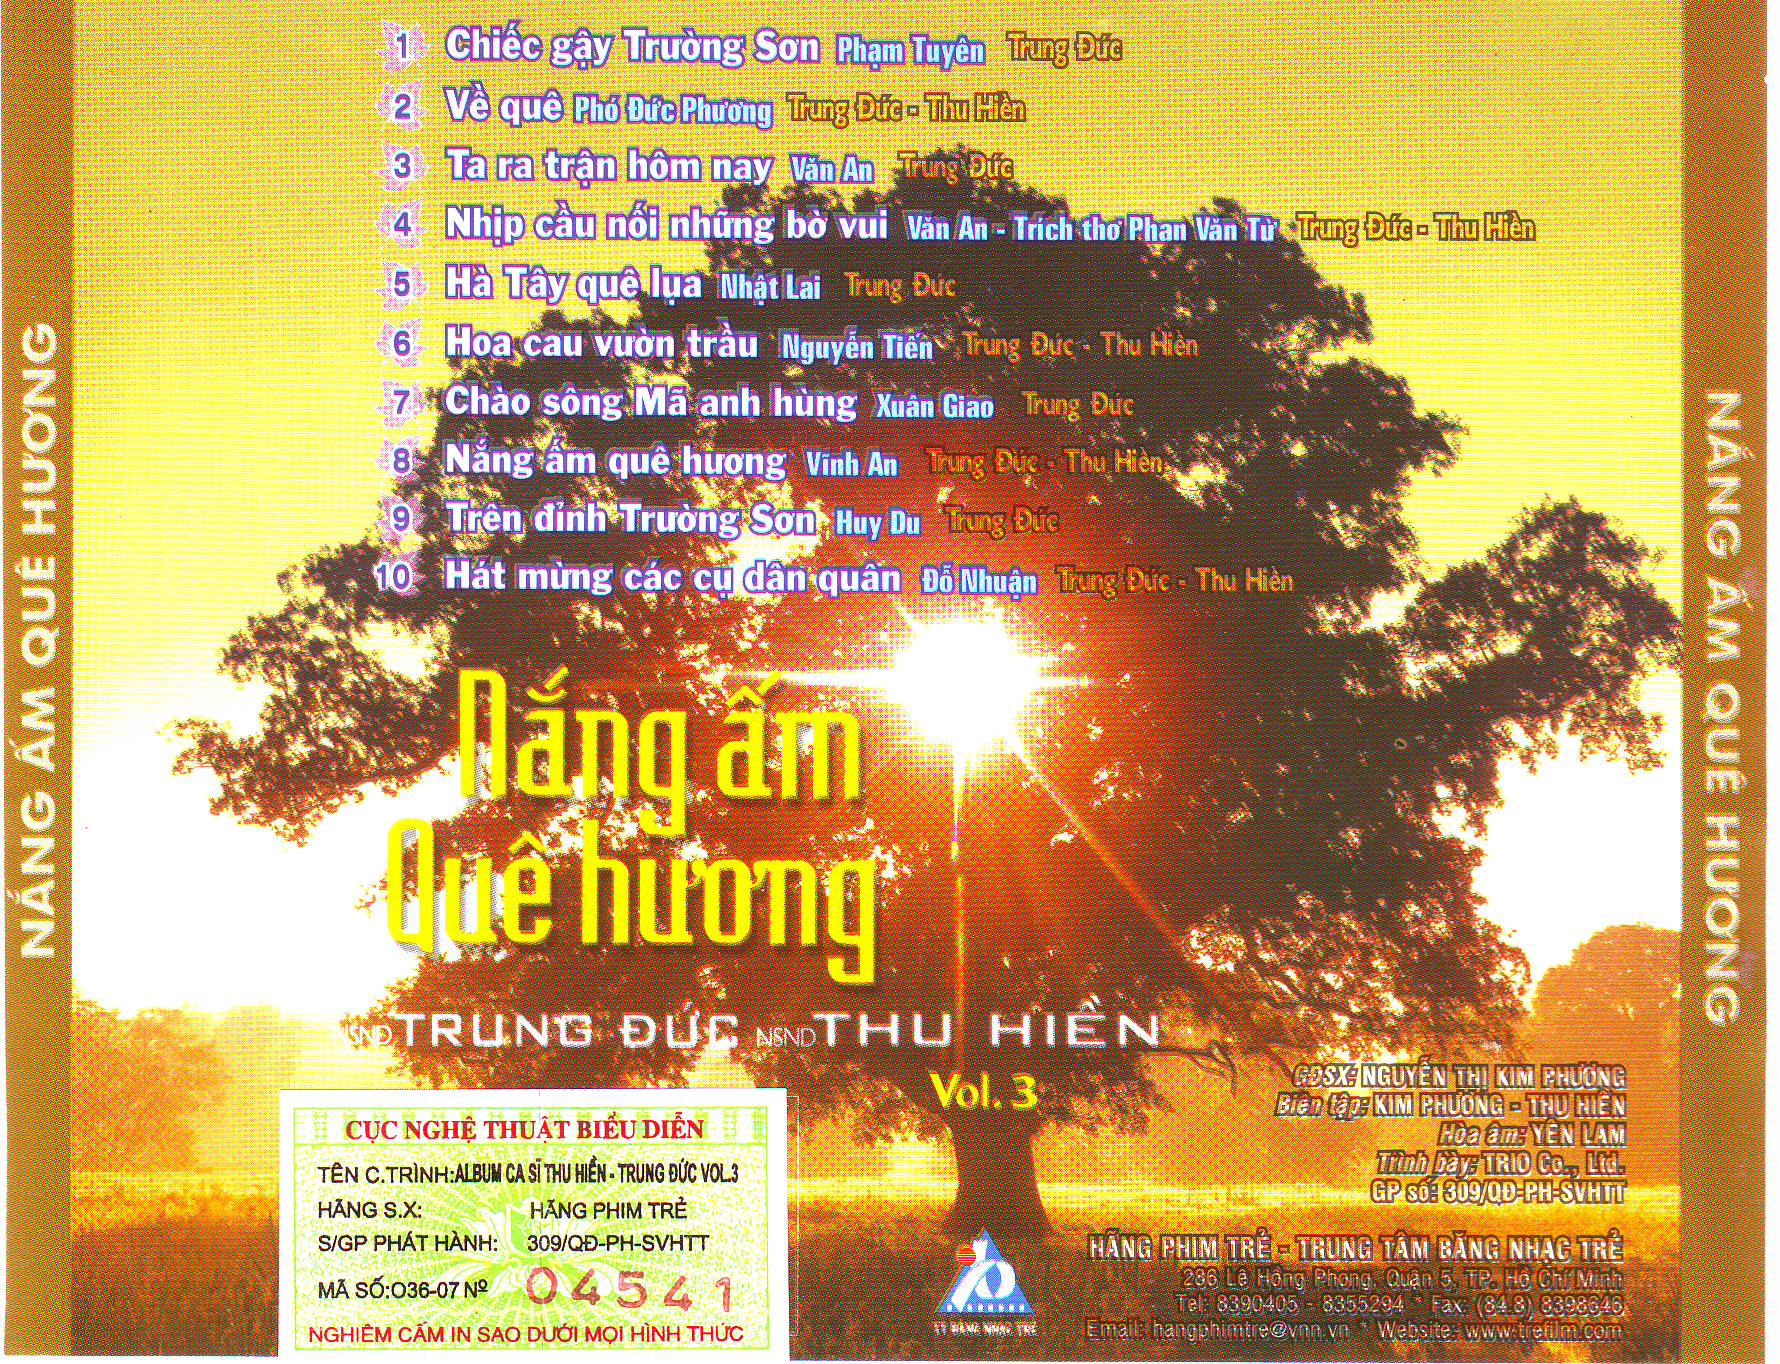 1 Chiếc gậy Trường Sơn Phạm Tuyên Trung Đức
2 Về quê Phó Đức Phương Trung Đức - Thu Hiền
3 Ta ra trận hôm nay Văn An Trung Đức
4 Nhịp cầu nối những bờ vui Văn An - Trích thơ Phan Văn Từ Trung Đức - Thu Hiền
5 Hà Tây quê lụa Nhật Lai Trung Đức
6 Hoa cau vườn trầu Nguyễn Tiến Trung Đức - Thu Hiền
7 Chào sông Mã anh hùng Xuân Giao Trung Đức
8 Nắng ấm quê hương Vĩnh An Trung Đức - Thu Hiền
9 Trên đỉnh Trường Sơn Huy Du Trung Đức
10 Hát mừng các cụ dân quân Đỗ Nhuận Trung Đức - Thu Hiền
NẮNG ẤM QUÊ HƯƠNG
NẮNG ẤM QUÊ HƯƠNG
Nắng ấm
Quê hương
NSND TRUNG ĐỨC NSND THU HIỀN
Vol. 3
GĐSX: NGUYỄN THỊ KIM PHƯỢNG
Biên tập: KIM PHƯỢNG - THU HIỀN
Hòa âm: YÊN LAM
Trình bày: TRIO Co., Ltd.
GP số: 309/QĐ-PH-SVHTT
CỤC NGHỆ THUẬT BIỂU DIỄN
TÊN C.TRÌNH:ALBUM CA SĨ THU HIỀN - TRUNG ĐỨC VOL.3
HÃNG S.X: HÃNG PHIM TRẺ
S/GP PHÁT HÀNH: 309/QĐ-PH-SVHTT
MÃ SỐ:O36-07 Nº 04541
NGHIÊM CẤM IN SAO DƯỚI MỌI HÌNH THỨC
TT BĂNG NHẠC TRẺ
HÃNG PHIM TRẺ - TRUNG TÂM BĂNG NHẠC TRẺ
286 Lê Hồng Phong, Quận 5, TP. Hồ Chí Minh
Tel: 8390405 - 8355294 * Fax: (84.8) 8398346
Email: hangphimtre@vnn.vn * Website: www.trefilm.com